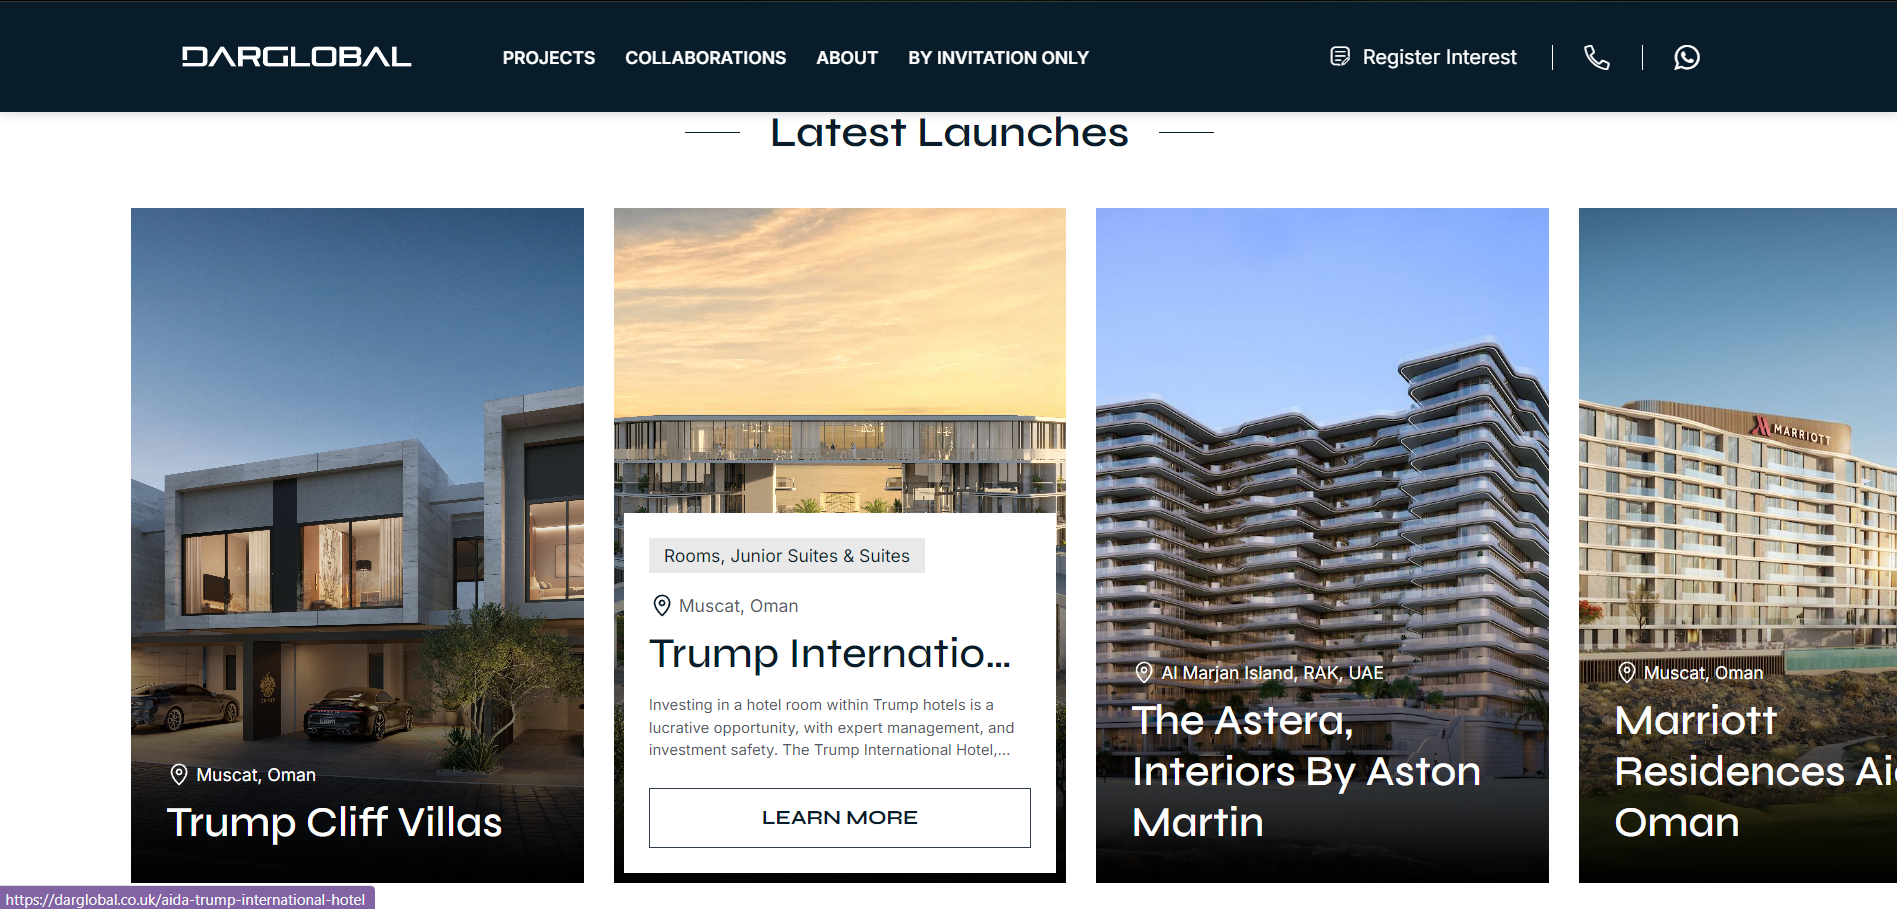 DARGLOBAL
PROJECTS
COLLABORATIONS
ABOUT
BY INVITATION ONLY
Register Interest
Latest Launches
Muscat, Oman
Trump Cliff Villas
Rooms, Junior Suites & Suites
Muscat, Oman
Trump Internatio...
Investing in a hotel room within Trump hotels is a
lucrative opportunity, with expert management, and
investment safety. The Trump International Hotel,...
LEARN MORE
Al Marjan Island, RAK, UAE
The Astera,
Interiors By Aston
Martin
MARRIOTT
Muscat, Oman
Marriott
Residences
Oman
https://darglobal.co.uk/aida-trump-international-hotel